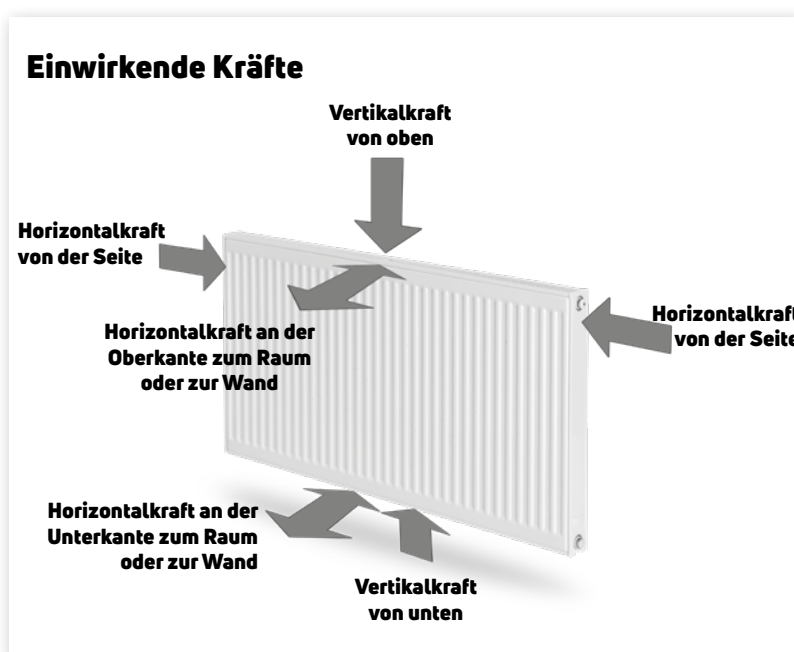 Einwirkende Kräfte
Vertikalkraft
von oben
Horizontalkraft
von der Seite
Horizontalkraft
von der Seite
Horizontalkraft an der
Oberkante zum Raum
oder zur Wand
Horizontalkraft an der
Unterkante zum Raum
oder zur Wand
Vertikalkraft
von unten